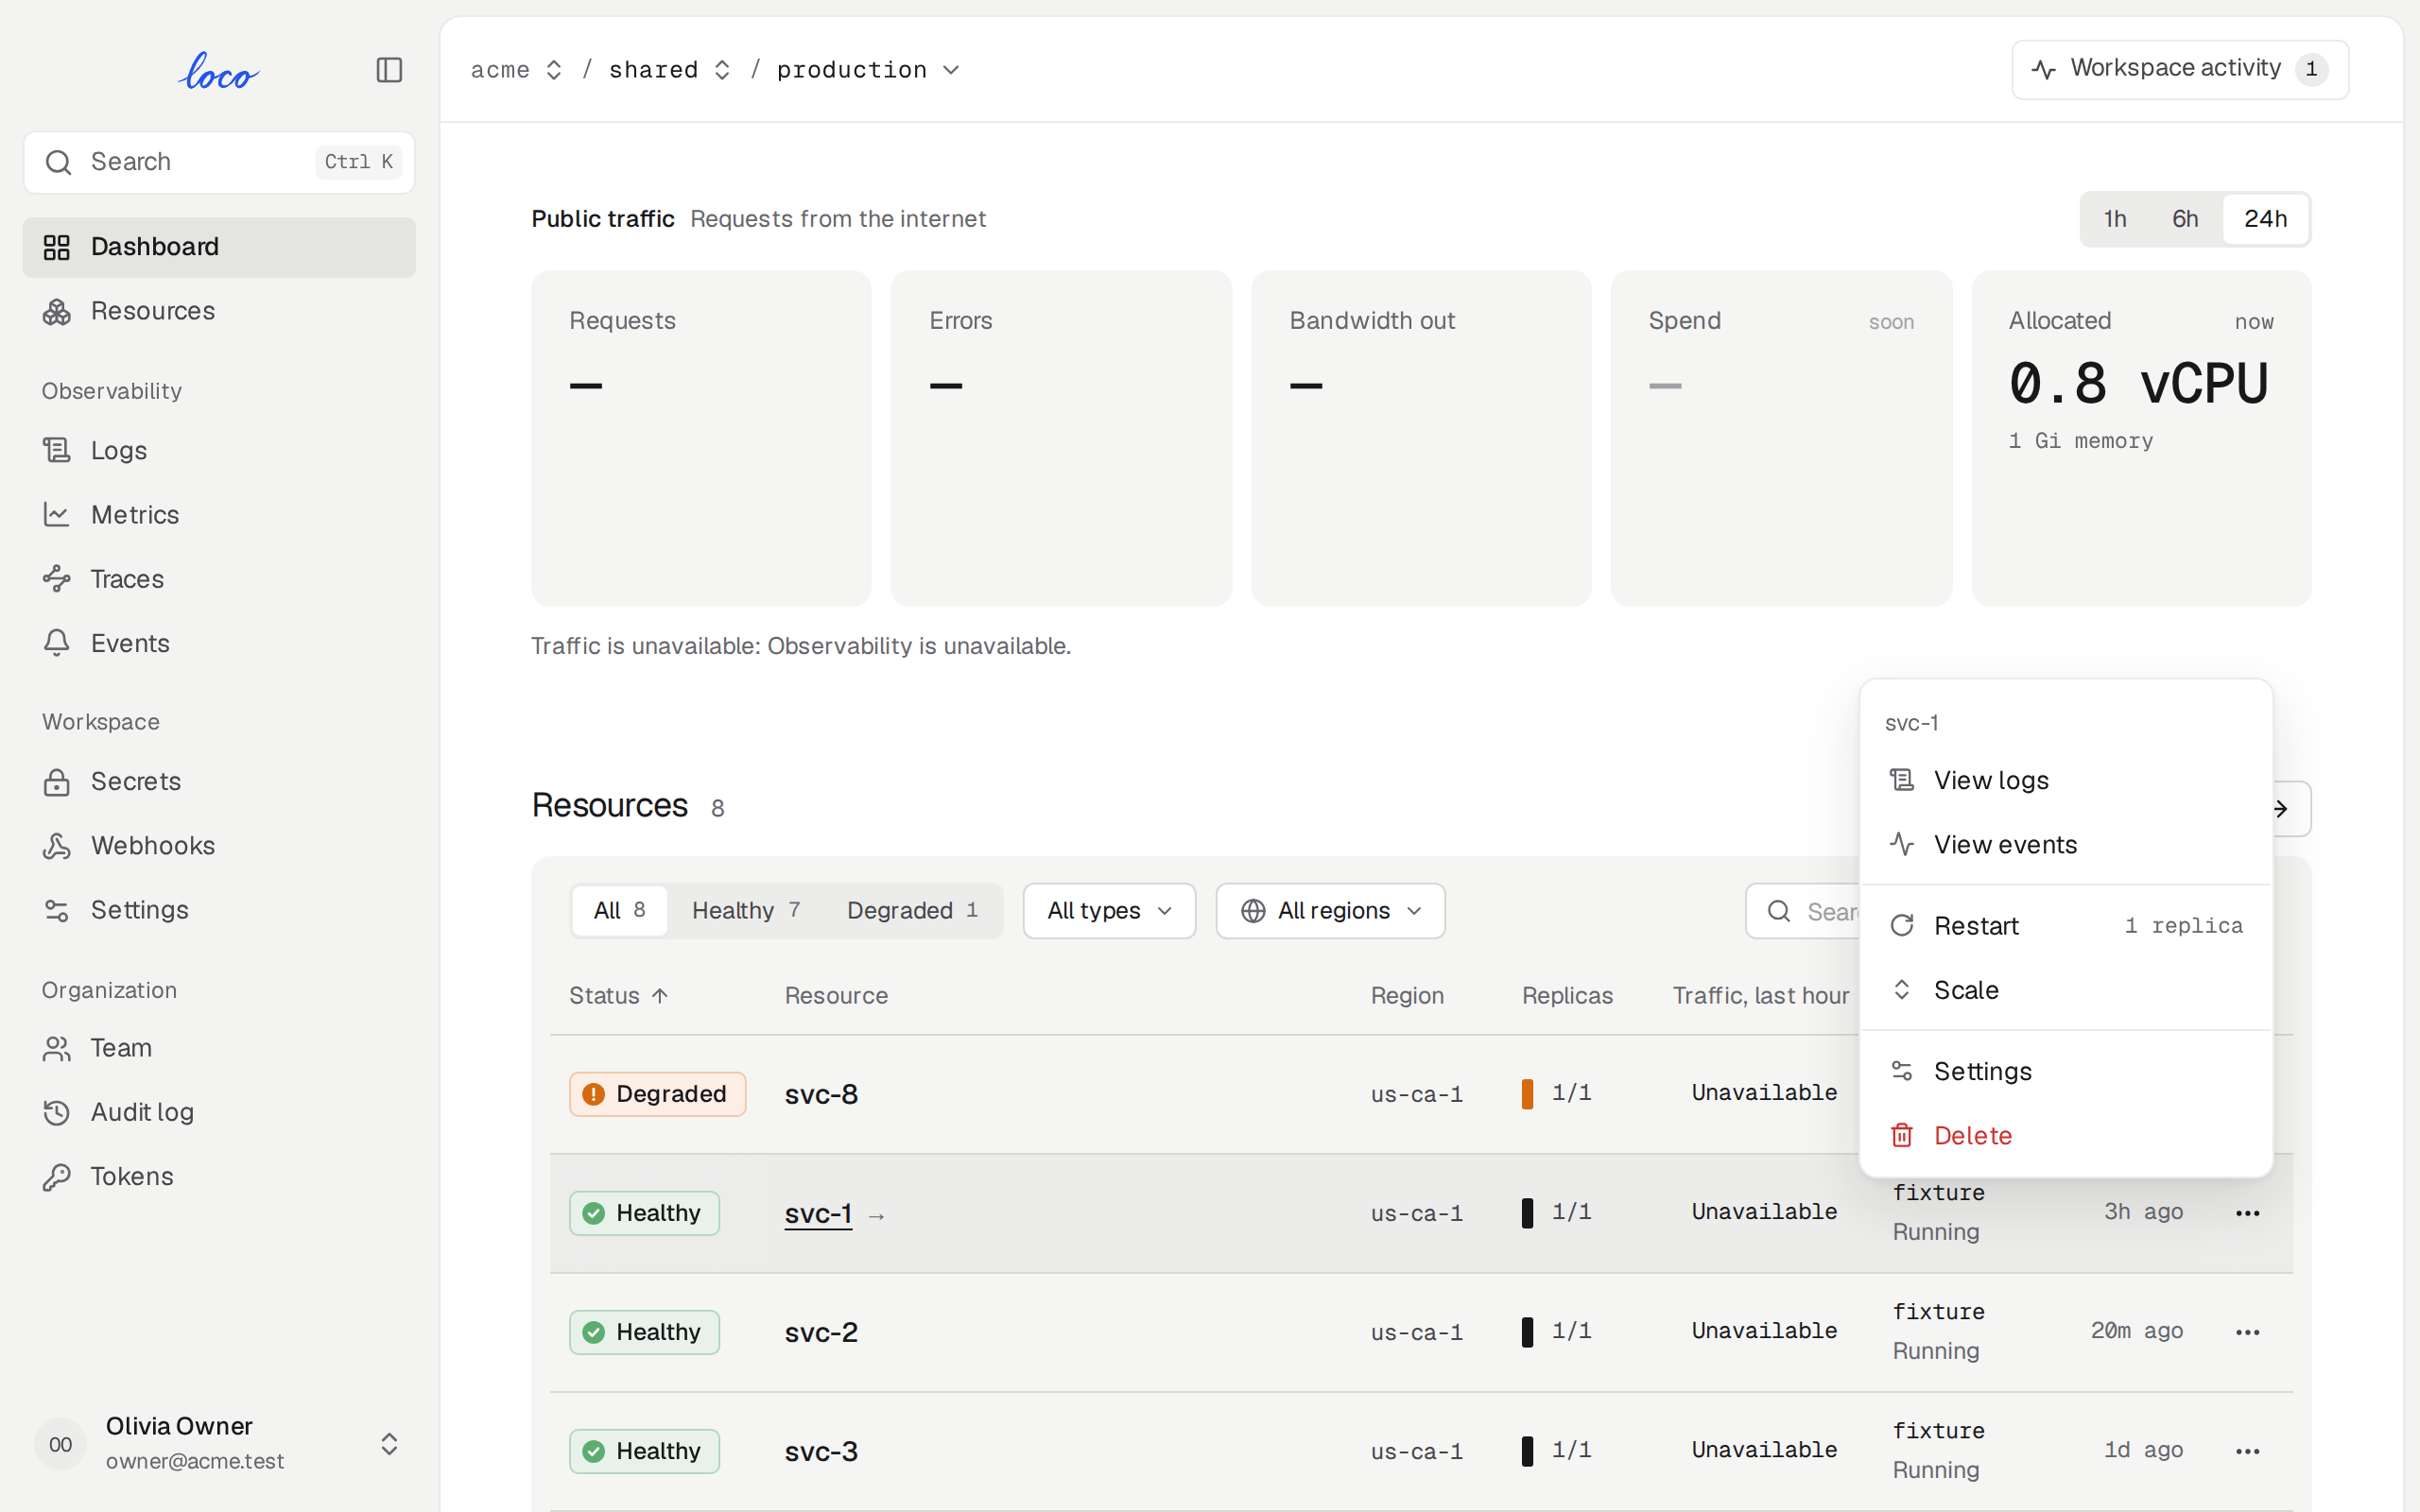 loco
Search Ctrl K
Dashboard
Resources
Observability
Logs
Metrics
Traces
Events
Workspace
Secrets
Webhooks
Settings
Organization
Team
Audit log
Tokens
OO Olivia Owner
owner@acme.test
acme / shared / production
Workspace activity 1
Public traffic Requests from the internet
1h 6h 24h
Requests
—
Errors
—
Bandwidth out
—
Spend soon
—
Allocated now
0.8 vCPU
1 Gi memory
Traffic is unavailable: Observability is unavailable.
Resources 8
All 8 Healthy 7 Degraded 1 All types All regions
Status ↑ Resource Region Replicas Traffic, last hour
Degraded svc-8 us-ca-1 1/1 Unavailable
Healthy svc-1 → us-ca-1 1/1 Unavailable fixture Running 3h ago
Healthy svc-2 us-ca-1 1/1 Unavailable fixture Running 20m ago
Healthy svc-3 us-ca-1 1/1 Unavailable fixture Running 1d ago
svc-1
View logs
View events
Restart 1 replica
Scale
Settings
Delete